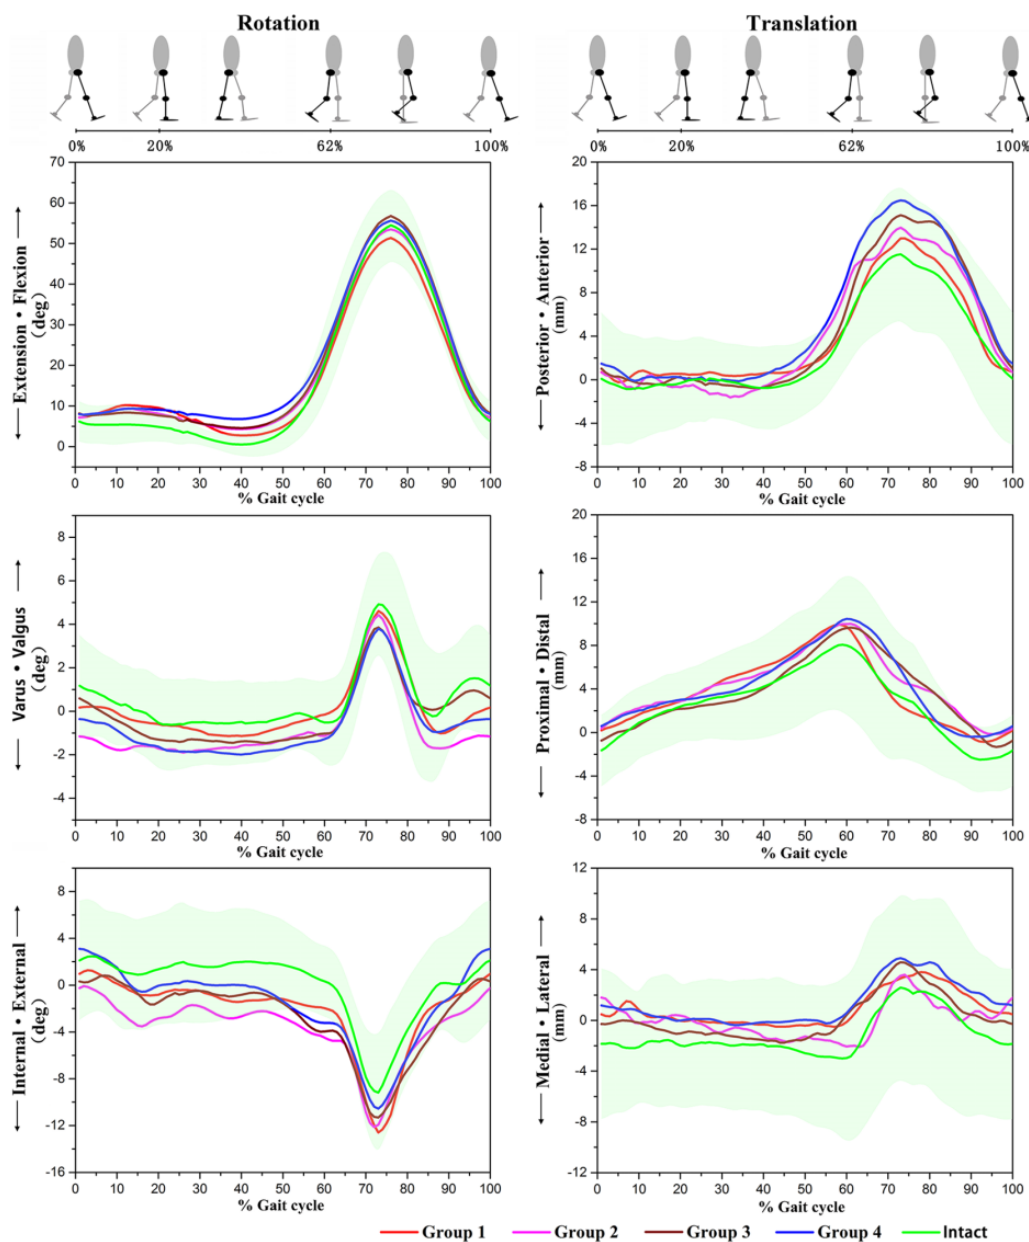 Rotation
Translation
0% 20% 62% 100%
0% 20% 62% 100%
Extension • Flexion
(deg)
70
60
50
40
30
20
10
0
0 10 20 30 40 50 60 70 80 90 100
% Gait cycle
Posterior • Anterior
(mm)
20
16
12
8
4
0
-4
-8
0 10 20 30 40 50 60 70 80 90 100
% Gait cycle
Varus • Valgus
(deg)
8
6
4
2
0
-2
-4
0 10 20 30 40 50 60 70 80 90 100
% Gait cycle
Proximal • Distal
(mm)
20
16
12
8
4
0
-4
-8
0 10 20 30 40 50 60 70 80 90 100
% Gait cycle
Internal • External
(deg)
8
4
0
-4
-8
-12
-16
0 10 20 30 40 50 60 70 80 90 100
% Gait cycle
Medial • Lateral
(mm)
12
8
4
0
-4
-8
-12
0 10 20 30 40 50 60 70 80 90 100
% Gait cycle
Group 1 Group 2 Group 3 Group 4 Intact